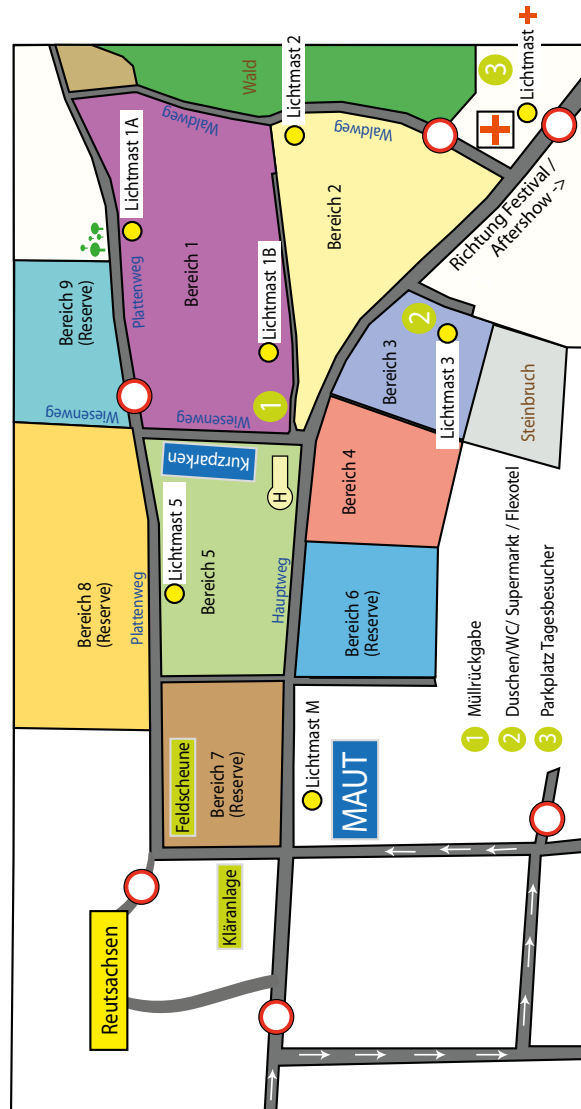 Reutsachsen
Kläranlage
Feldscheune
Bereich 7
(Reserve)
MAUT
Lichtmast M
Bereich 8
(Reserve)
Plattenweg
Lichtmast 5
Bereich 5
Hauptweg
H
Kurzparken
Bereich 6
(Reserve)
Bereich 4
Bereich 9
(Reserve)
Wiesenweg
Plattenweg
Wiesenweg
1
Lichtmast 1A
Bereich 1
Lichtmast 1B
Waldweg
Wald
Lichtmast 2
Bereich 2
Waldweg
Bereich 3
2
Lichtmast 3
Steinbruch
3
Lichtmast
Richtung Festival /
Aftershow ->
1 Müllrückgabe
2 Duschen/WC/ Supermarkt / Flexotel
3 Parkplatz Tagesbesucher